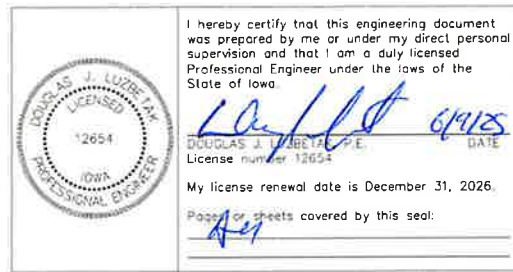 DOUGLAS J. LUZBETAK
LICENSED
12654
IOWA
PROFESSIONAL ENGINEER
I hereby certify that this engineering document
was prepared by me or under my direct personal
supervision and that I am a duly licensed
Professional Engineer under the laws of the
State of Iowa.
6/9/25
DOUGLAS J. LUZBETAK, P.E. DATE
License number 12654
My license renewal date is December 31, 2026.
Pages or sheets covered by this seal:
All